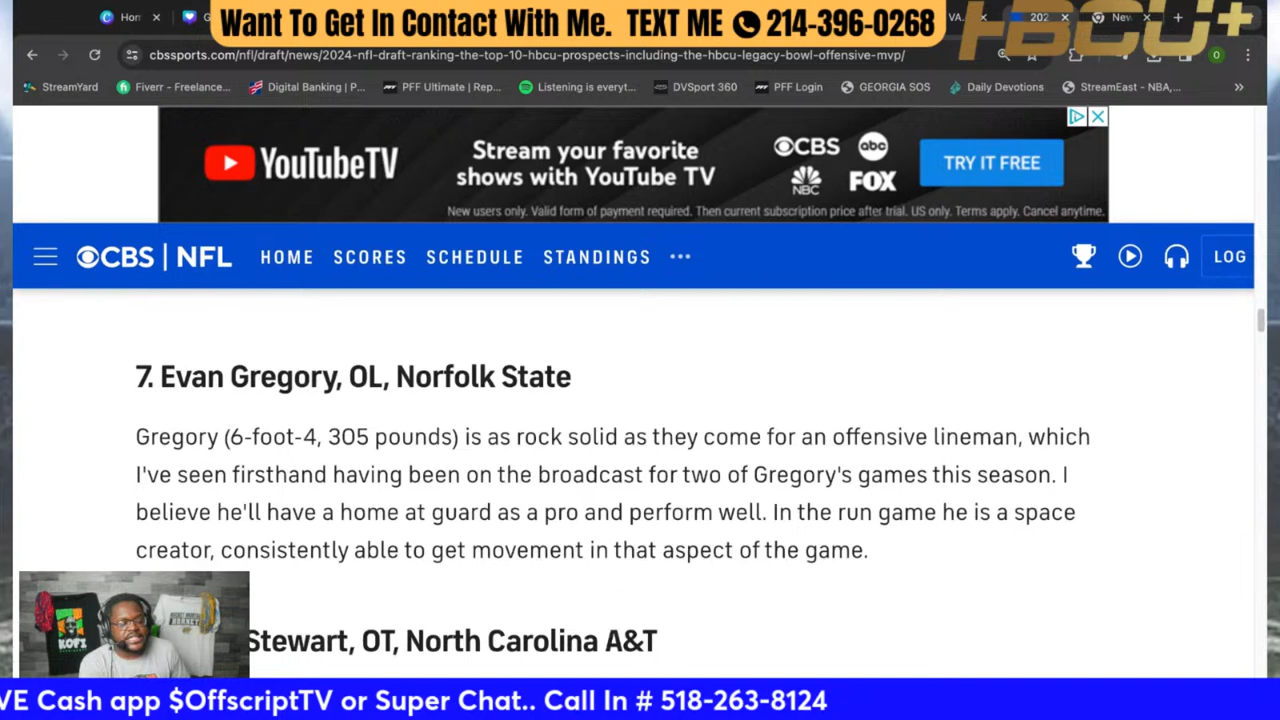 Want To Get In Contact With Me. TEXT ME 214-396-0268
HBCU+
Hor
G
VA.
202
Nev
cbssports.com/nfl/draft/news/2024-nfl-draft-ranking-the-top-10-hbcu-prospects-including-the-hbcu-legacy-bowl-offensive-mvp/
StreamYard
Fiverr - Freelance...
Digital Banking | P...
PFF Ultimate | Rep...
Listening is everyt...
DVSport 360
PFF Login
GEORGIA SOS
Daily Devotions
StreamEast - NBA,...
»
YouTubeTV
Stream your favorite
shows with YouTube TV
CBS abc
NBC FOX
TRY IT FREE
New users only. Valid form of payment required. Then current subscription price after trial. US only. Terms apply. Cancel anytime.
CBS | NFL HOME SCORES SCHEDULE STANDINGS ••• LOG
7. Evan Gregory, OL, Norfolk State
Gregory (6-foot-4, 305 pounds) is as rock solid as they come for an offensive lineman, which
I've seen firsthand having been on the broadcast for two of Gregory's games this season. I
believe he'll have a home at guard as a pro and perform well. In the run game he is a space
creator, consistently able to get movement in that aspect of the game.
Stewart, OT, North Carolina A&T
KOFI
HORNET
VE Cash app $OffscriptTV or Super Chat.. Call In # 518-263-8124